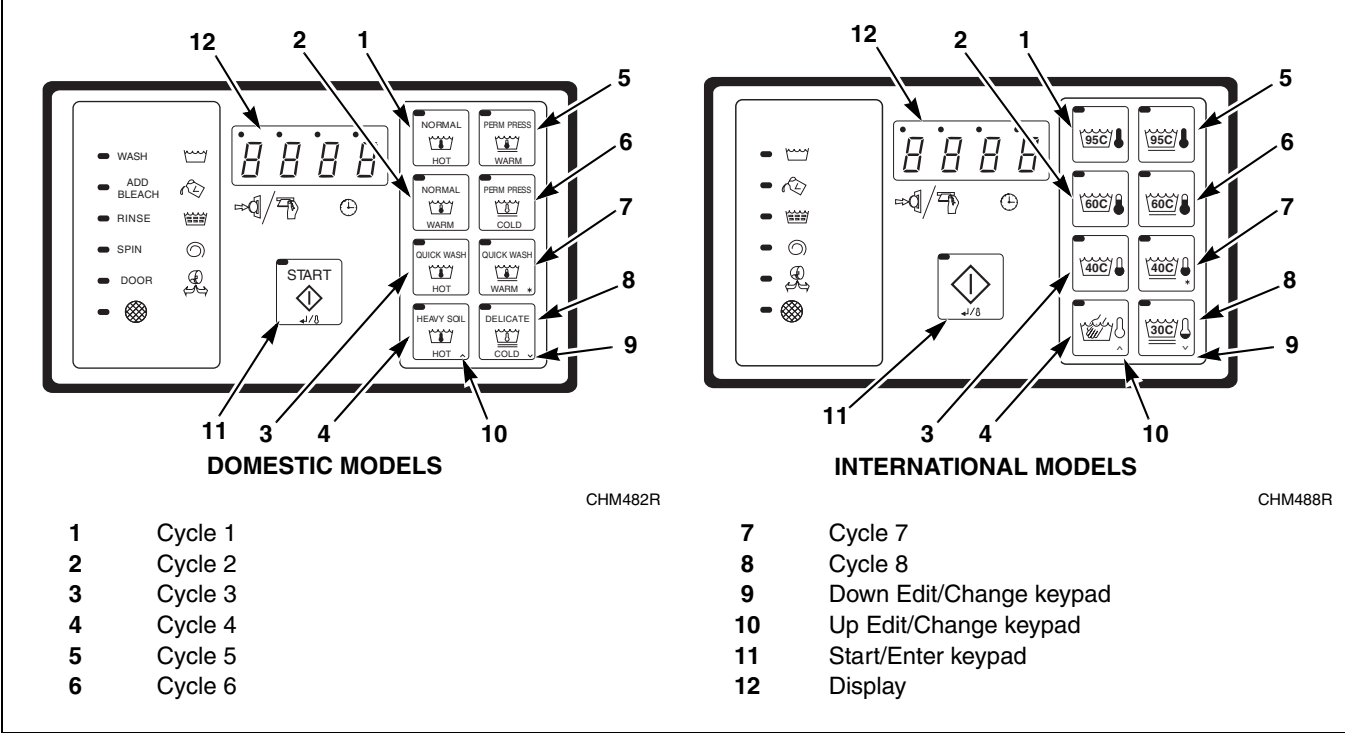 12 2 1
5
6
7
8
9
WASH
ADD
BLEACH
RINSE
SPIN
DOOR
START
NORMAL
HOT
PERM PRESS
WARM
NORMAL
WARM
PERM PRESS
COLD
QUICK WASH
HOT
QUICK WASH
WARM *
HEAVY SOIL
HOT ^
DELICATE
COLD ˅
11 3 4 10
DOMESTIC MODELS
CHM482R
12 2 1
5
6
7
8
9
95C
95C
60C
60C
40C
40C
*
^
30C
˅
11 3 4 10
INTERNATIONAL MODELS
CHM488R
1 Cycle 1
2 Cycle 2
3 Cycle 3
4 Cycle 4
5 Cycle 5
6 Cycle 6
7 Cycle 7
8 Cycle 8
9 Down Edit/Change keypad
10 Up Edit/Change keypad
11 Start/Enter keypad
12 Display